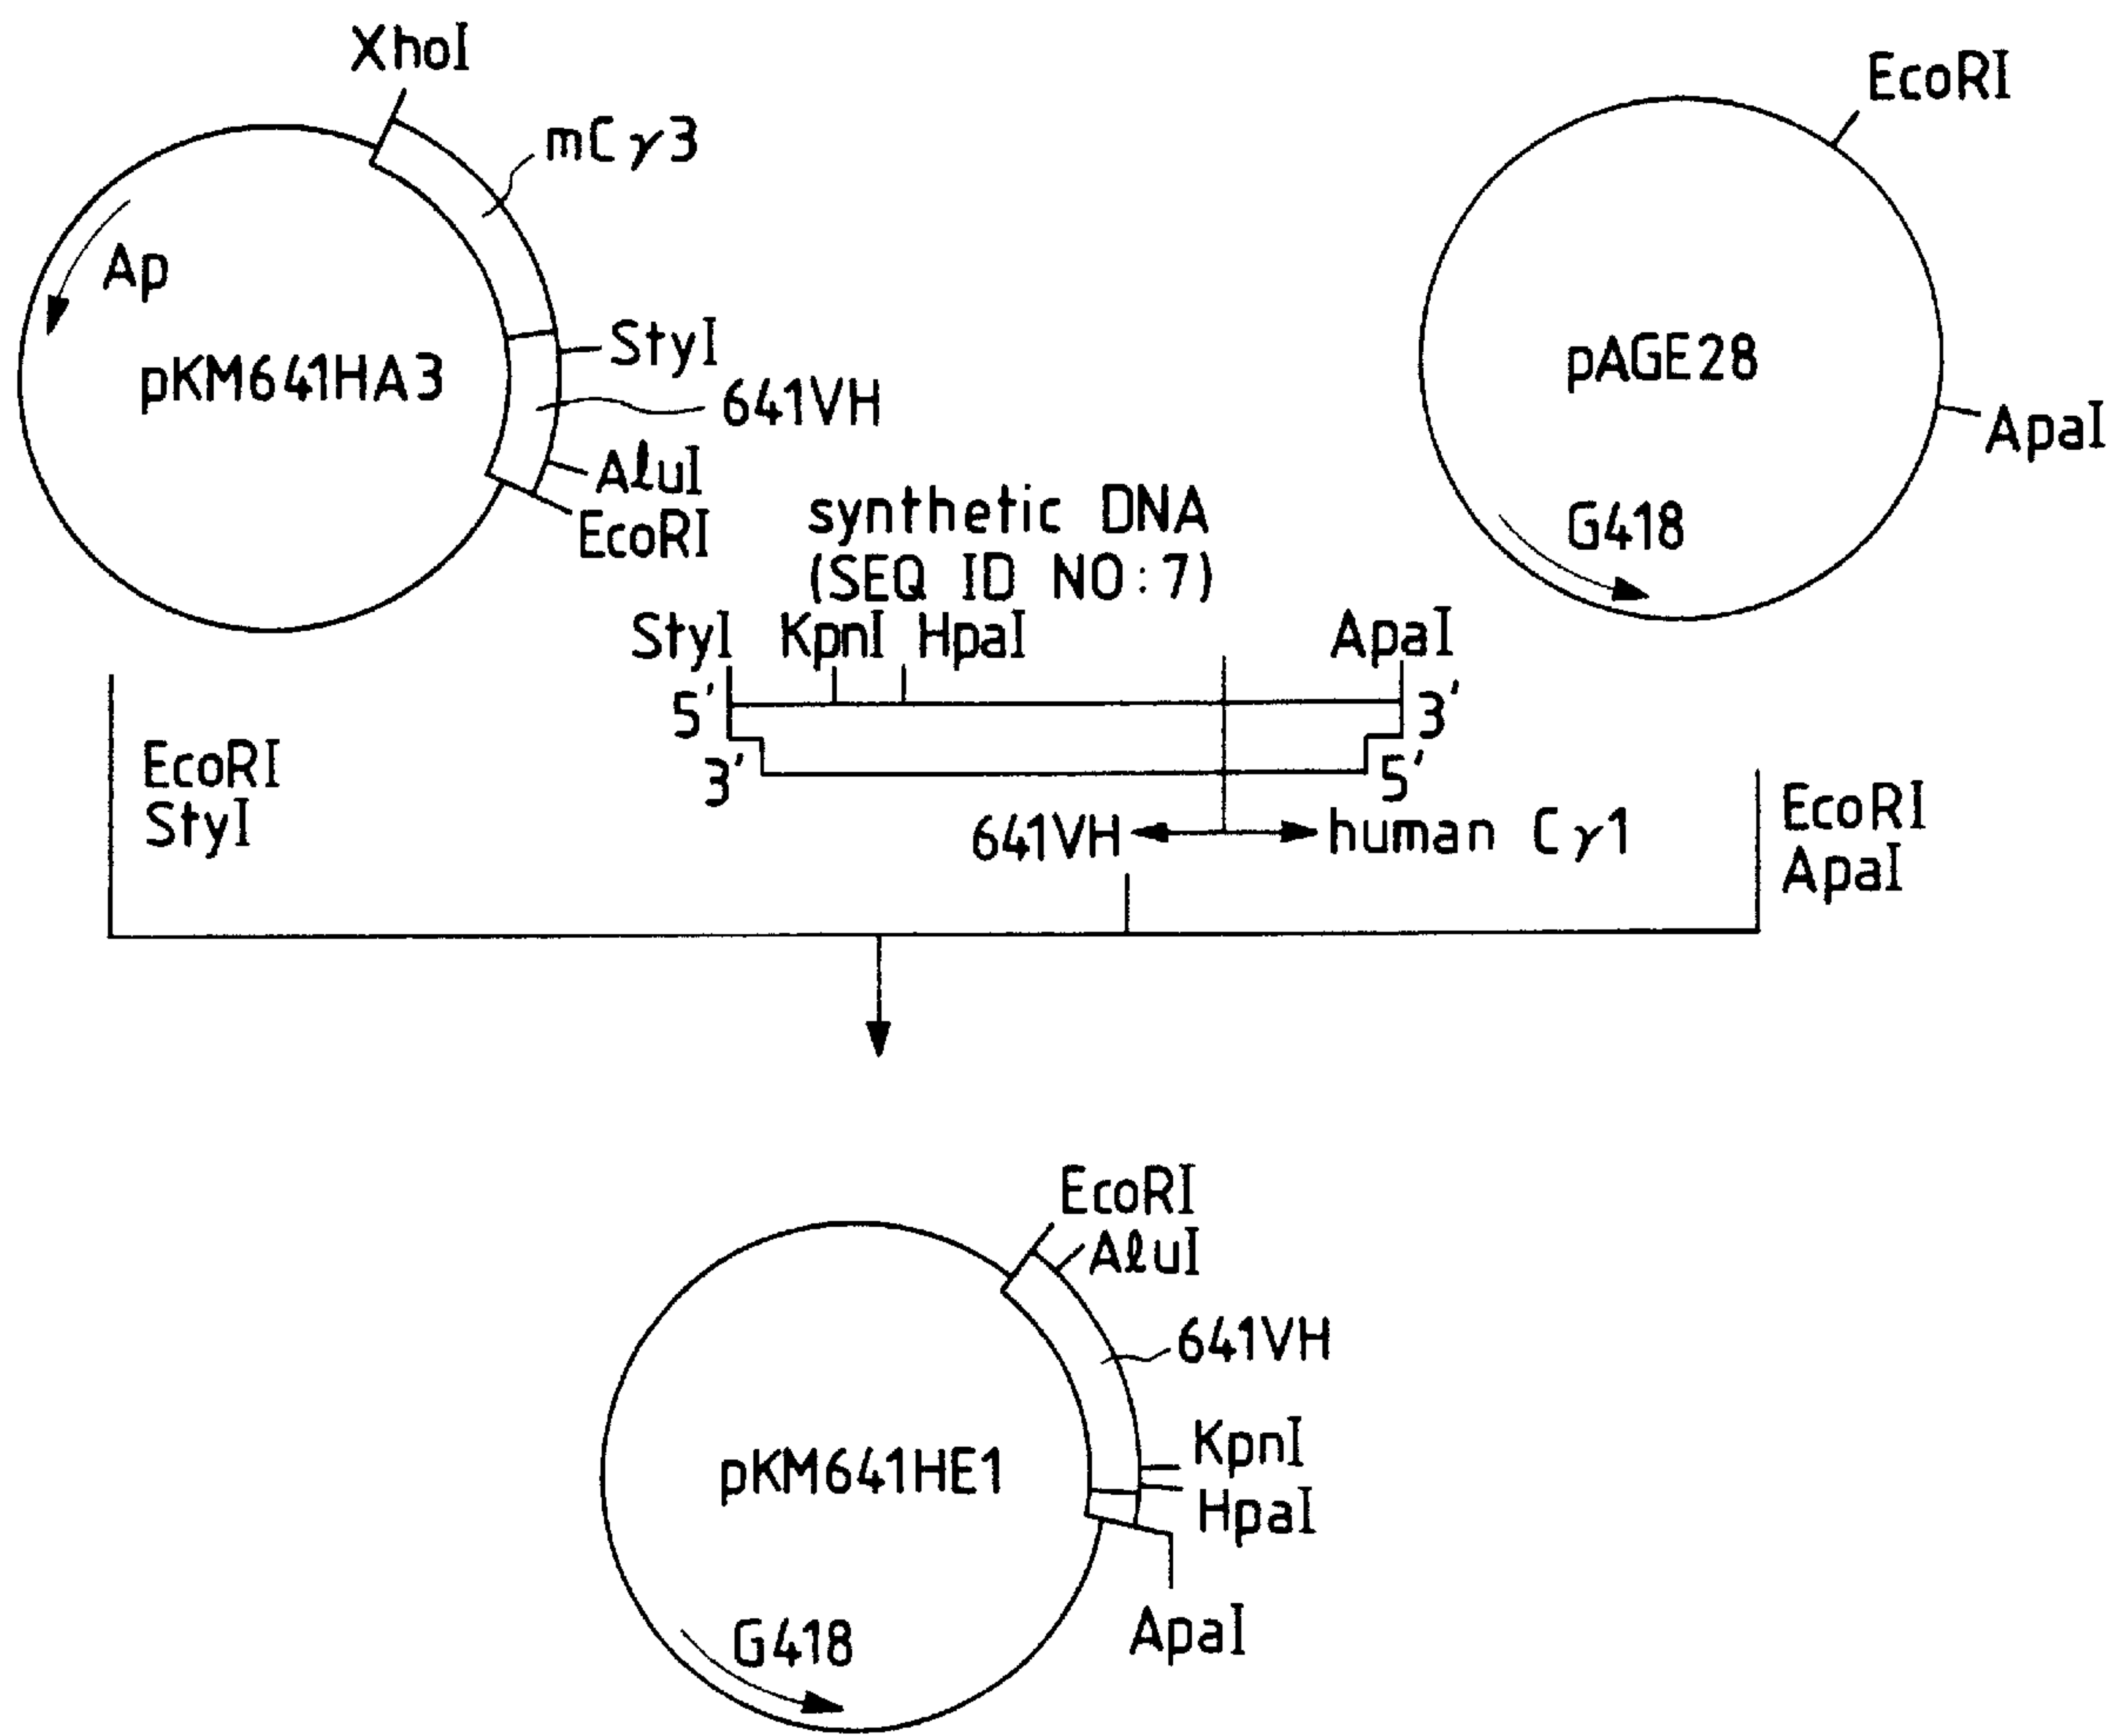 XhoI
mCγ3
Ap
pKM641HA3
StyI
641VH
AluI
EcoRI
EcoRI
pAGE28
ApaI
G418
synthetic DNA
(SEQ ID NO:7)
StyI KpnI HpaI ApaI
5' 3'
3' 5'
641VH human Cγ1
EcoRI
StyI
EcoRI
ApaI
EcoRI
AluI
641VH
pKM641HE1
KpnI
HpaI
ApaI
G418